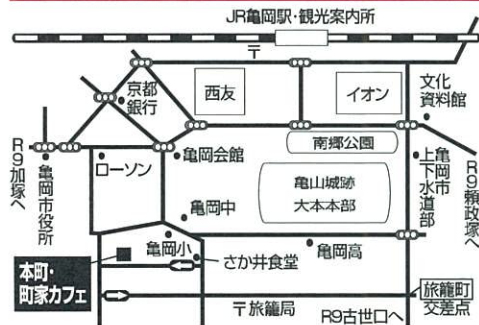 JR亀岡駅・観光案内所
〒
京都
銀行
西友
イオン
文化
資料館
南郷公園
R9加塚へ
亀岡市役所
ローソン
亀岡会館
亀山城跡
大本本部
亀岡市
上下水道部
R9頼政塚へ
亀岡中
亀岡小
さか井食堂
亀岡高
本町・
町家カフェ
〒旅籠局
R9古世口へ
旅籠町
交差点